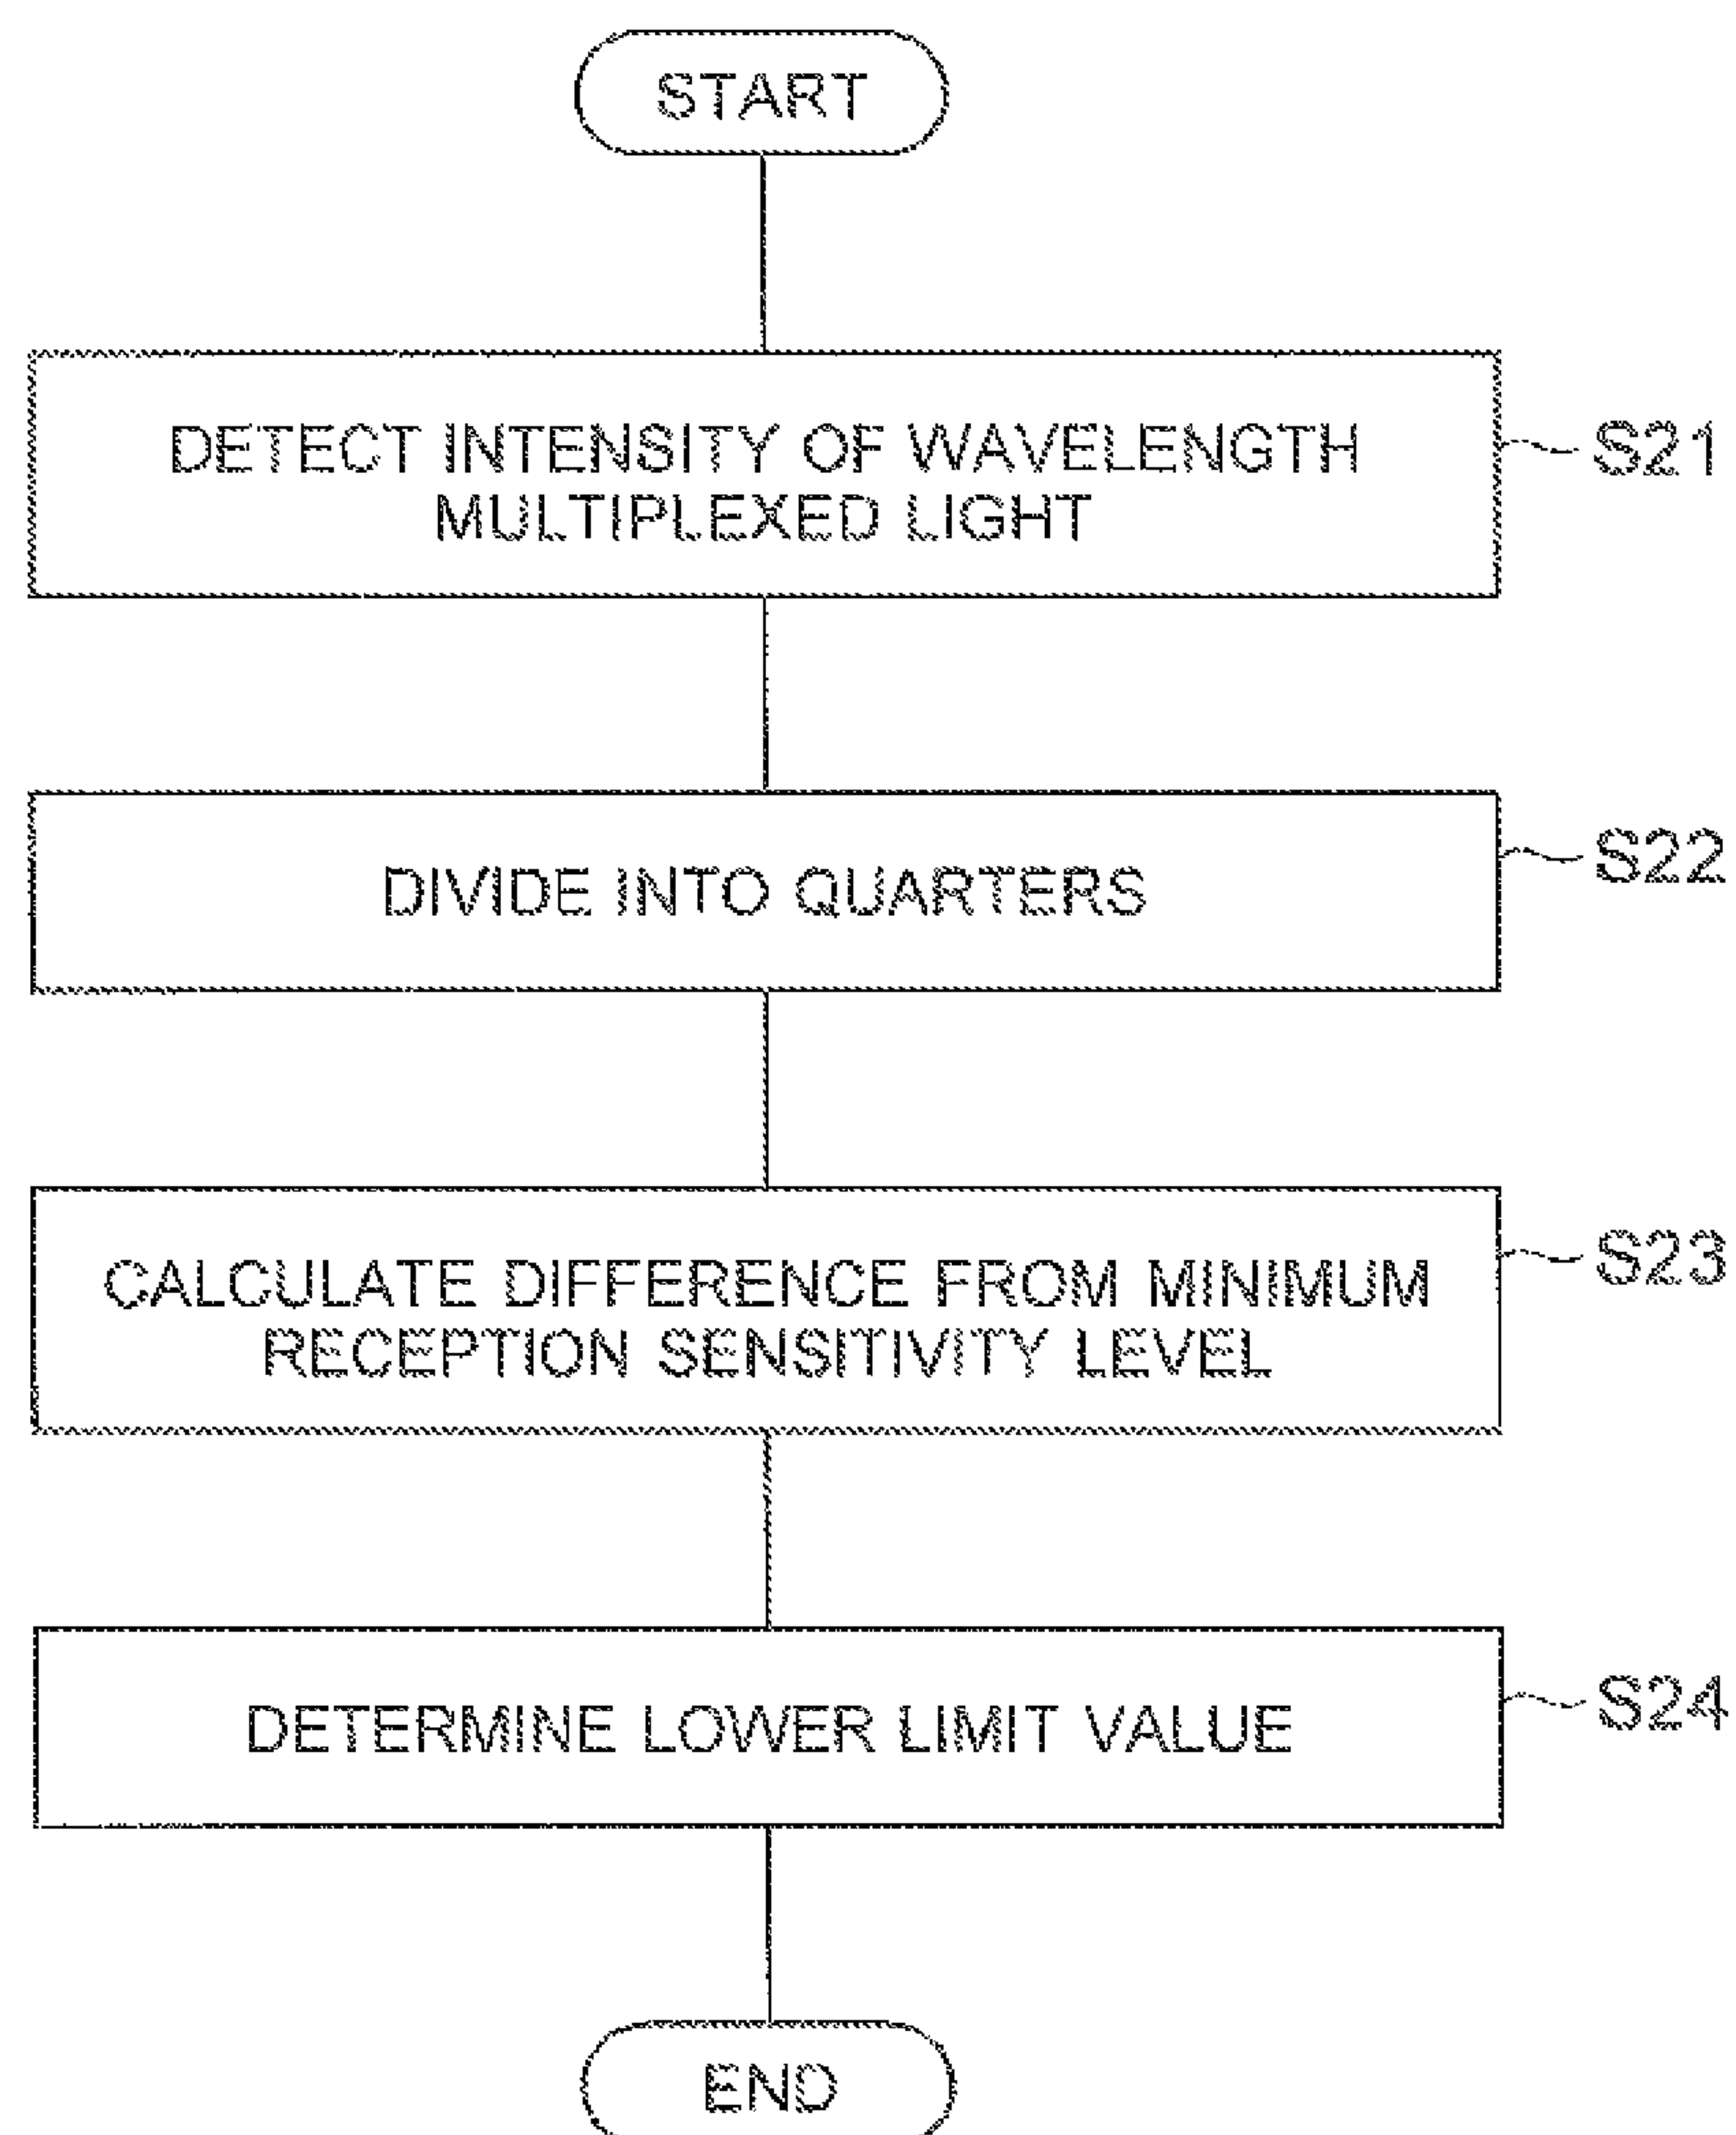 START
DETECT INTENSITY OF WAVELENGTH
MULTIPLEXED LIGHT
S21
DIVIDE INTO QUARTERS
S22
CALCULATE DIFFERENCE FROM MINIMUM
RECEPTION SENSITIVITY LEVEL
S23
DETERMINE LOWER LIMIT VALUE
S24
END